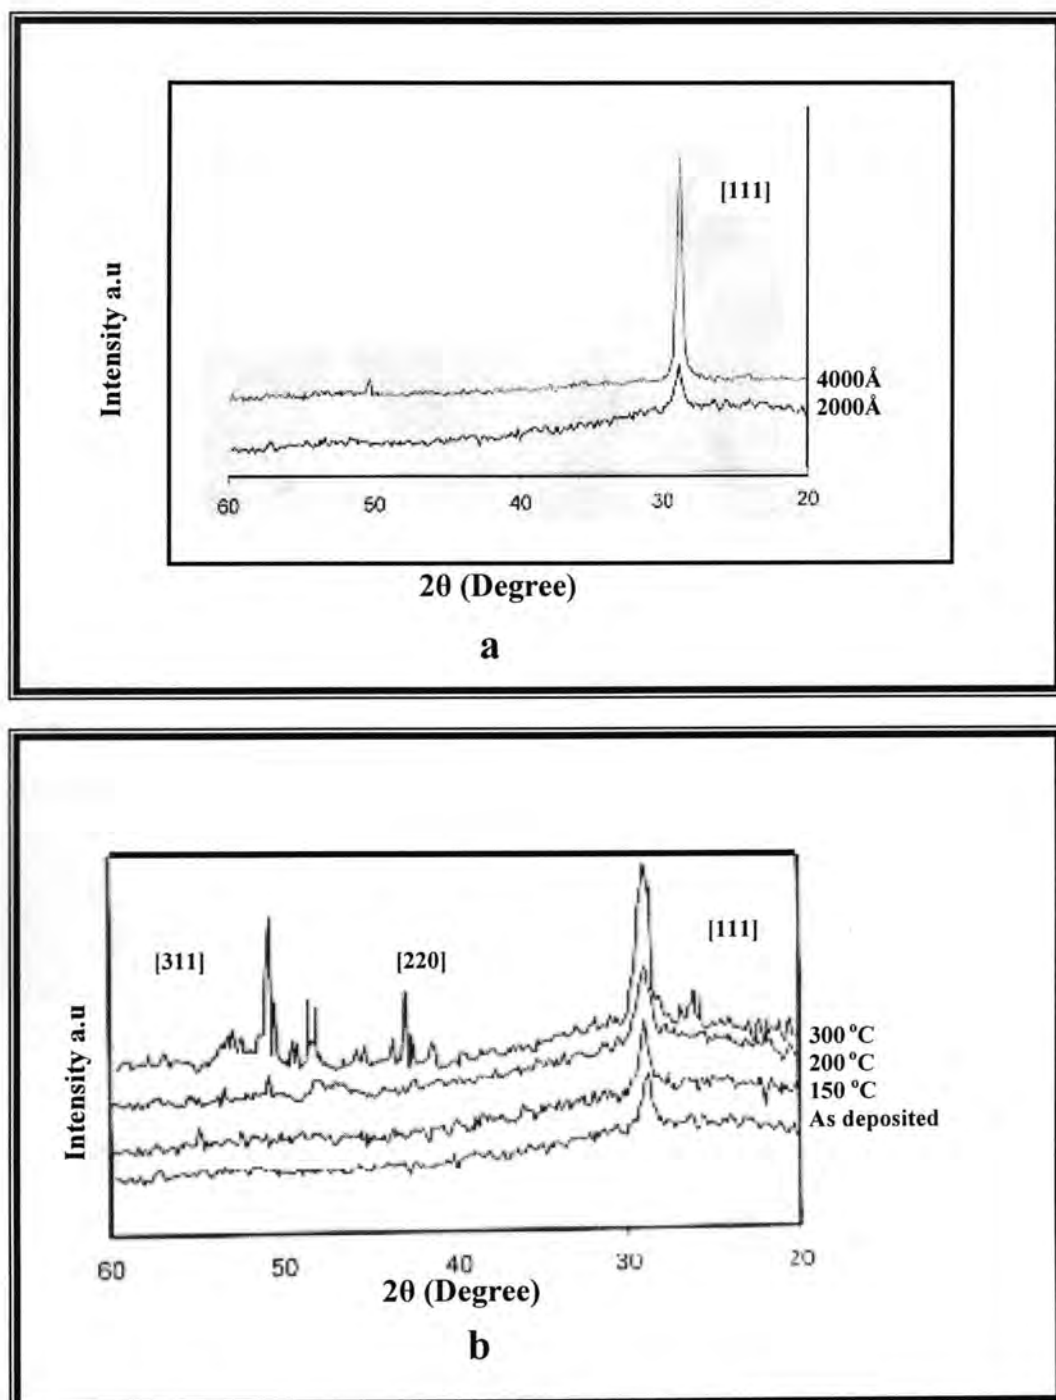 [111]
Intensity a.u
4000Å
2000Å
60 50 40 30 20
2θ (Degree)
a
[311]
[220]
[111]
Intensity a.u
300 °C
200 °C
150 °C
As deposited
60 50 40 30 20
2θ (Degree)
b